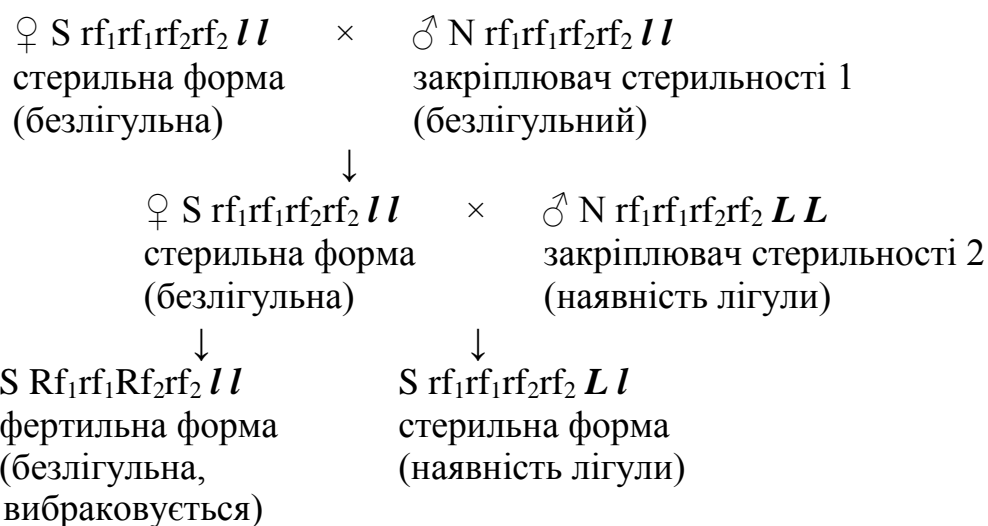 ♀ S rf₁rf₁rf₂rf₂ l l × ♂ N rf₁rf₁rf₂rf₂ l l
стерильна форма закріплювач стерильності 1
(безлігульна) (безлігульний)
↓
♀ S rf₁rf₁rf₂rf₂ l l × ♂ N rf₁rf₁rf₂rf₂ L L
стерильна форма закріплювач стерильності 2
(безлігульна) (наявність лігули)
↓ ↓
S Rf₁rf₁Rf₂rf₂ l l S rf₁rf₁rf₂rf₂ L l
фертильна форма стерильна форма
(безлігульна, (наявність лігули)
вибраковується)